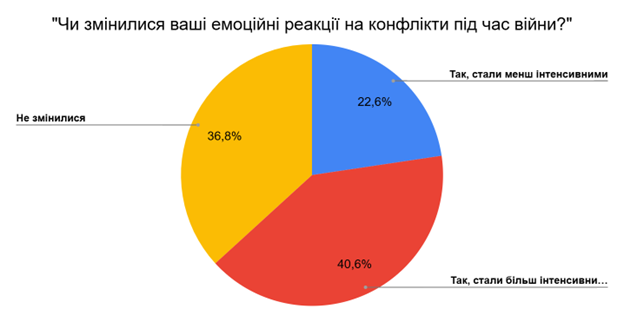 "Чи змінилися ваші емоційні реакції на конфлікти під час війни?"
Так, стали менш інтенсивними
22,6%
Не змінилися
36,8%
40,6%
Так, стали більш інтенсивни…